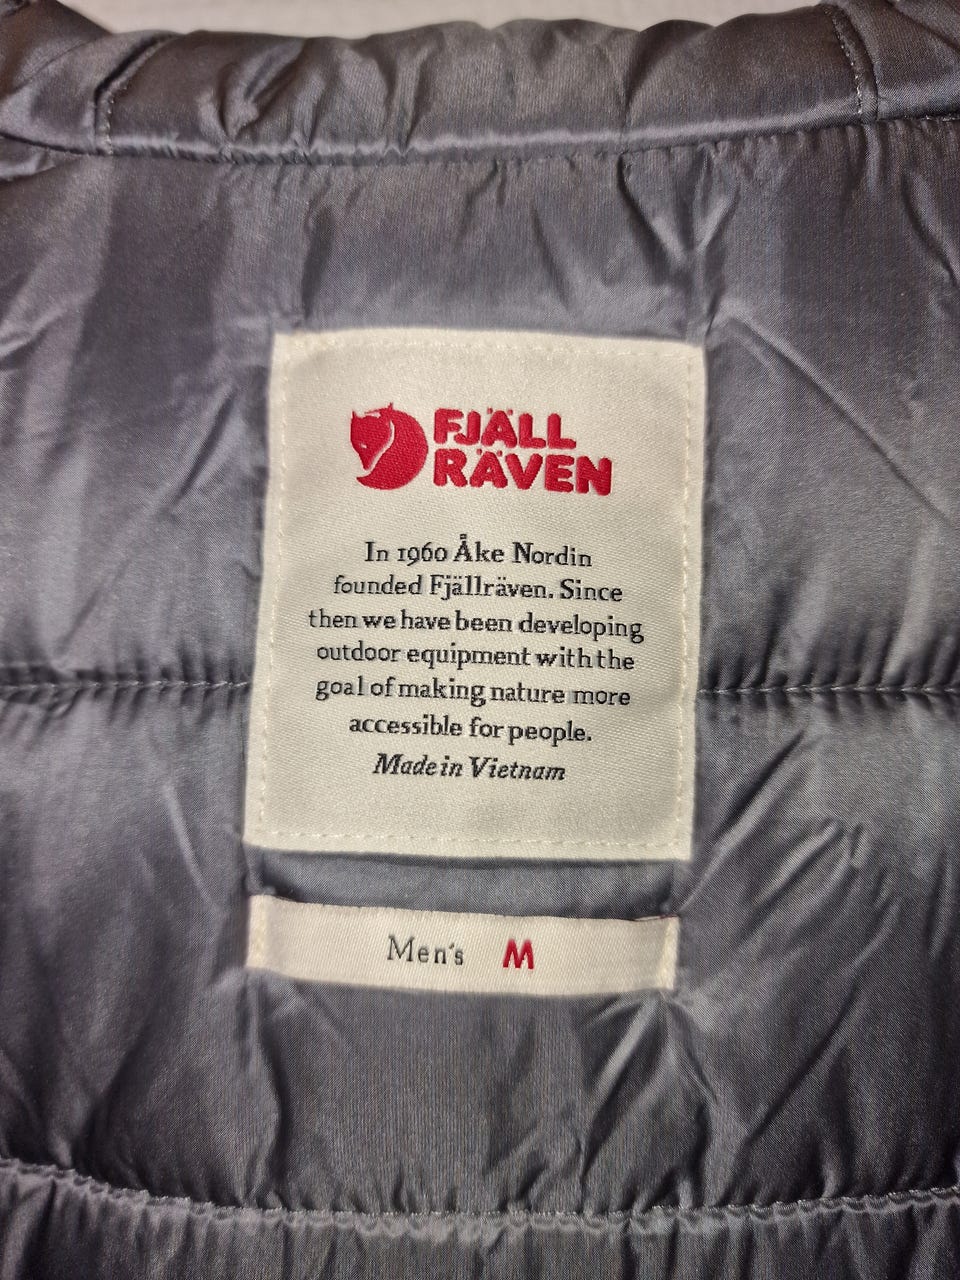 FJÄLL
RÄVEN
In 1960 Åke Nordin
founded Fjällräven. Since
then we have been developing
outdoor equipment with the
goal of making nature more
accessible for people.
Made in Vietnam
Men's M